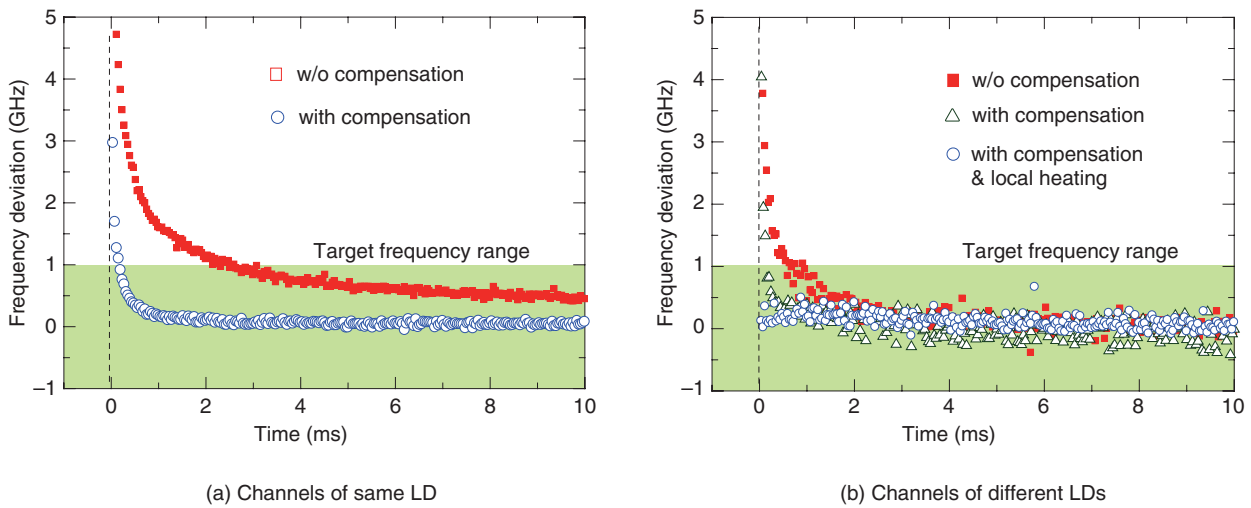 5
4
3
2
1
0
−1
Frequency deviation (GHz)
w/o compensation
with compensation
Target frequency range
0
2
4
6
8
10
Time (ms)
(a) Channels of same LD
5
4
3
2
1
0
−1
Frequency deviation (GHz)
w/o compensation
with compensation
with compensation
& local heating
Target frequency range
0
2
4
6
8
10
Time (ms)
(b) Channels of different LDs